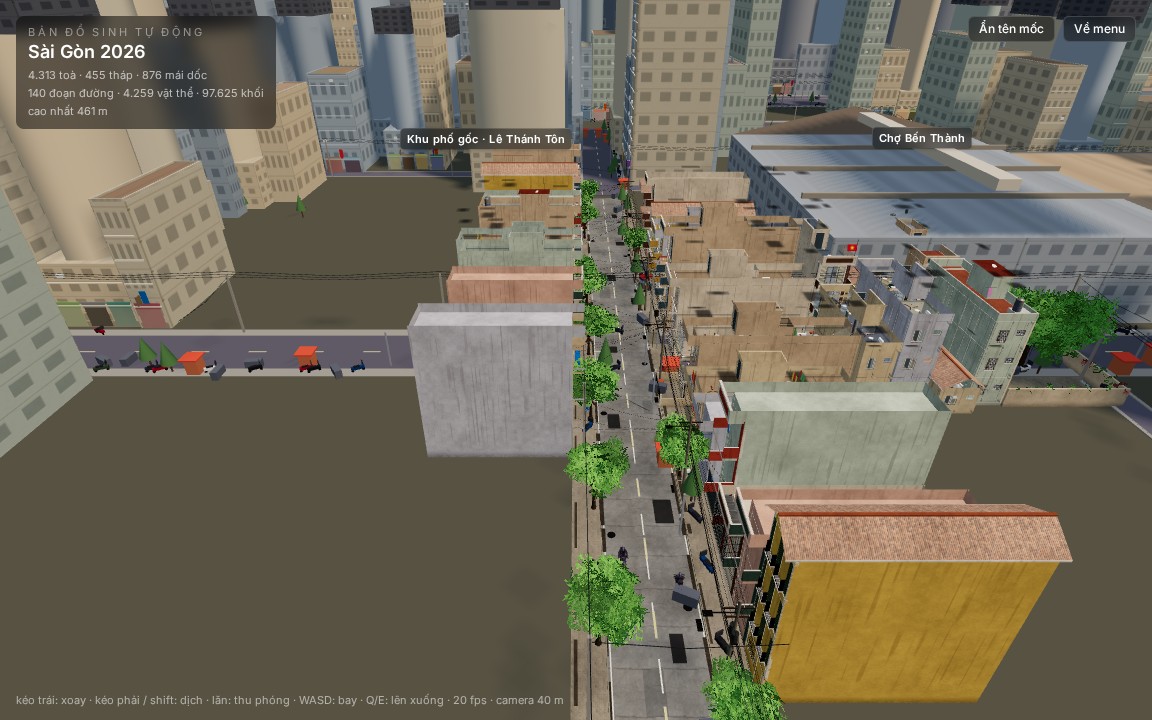 BẢN ĐỒ SINH TỰ ĐỘNG
Sài Gòn 2026
4.313 toà · 455 tháp · 876 mái dốc
140 đoạn đường · 4.259 vật thể · 97.625 khối
cao nhất 461 m
Ẩn tên mốc
Về menu
Khu phố gốc · Lê Thánh Tôn
Chợ Bến Thành
kéo trái: xoay · kéo phải / shift: dịch · lăn: thu phóng · WASD: bay · Q/E: lên xuống · 20 fps · camera 40 m